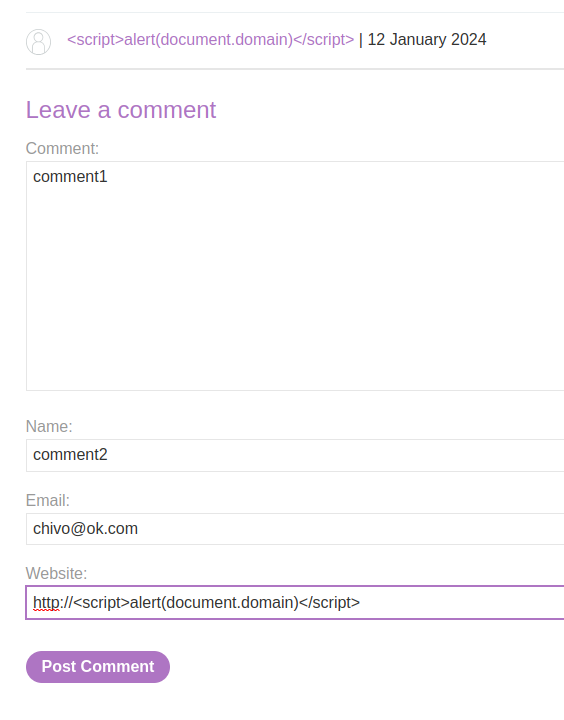 <script>alert(document.domain)</script> | 12 January 2024
Leave a comment
Comment:
comment1
Name:
comment2
Email:
chivo@ok.com
Website:
http://<script>alert(document.domain)</script>
Post Comment